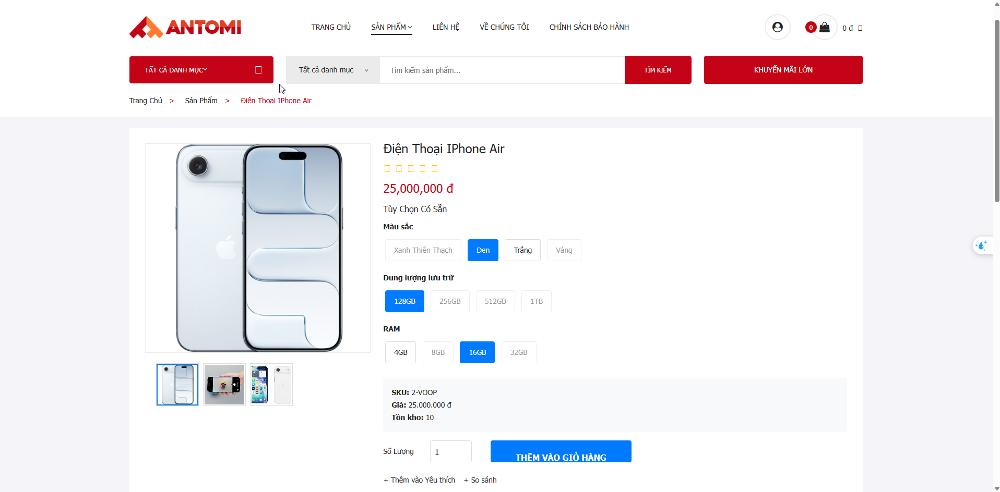 ANTOMI
TRANG CHỦ
SẢN PHẨM
LIÊN HỆ
VỀ CHÚNG TÔI
CHÍNH SÁCH BẢO HÀNH
0
0 đ
TẤT CẢ DANH MỤC
Tất cả danh mục
Tìm kiếm sản phẩm...
TÌM KIẾM
KHUYẾN MÃI LỚN
Trang Chủ > Sản Phẩm > Điện Thoại IPhone Air
Điện Thoại IPhone Air
25,000,000 đ
Tùy Chọn Có Sẵn
Màu sắc
Xanh Thiên Thạch Đen Trắng Vàng
Dung lượng lưu trữ
128GB 256GB 512GB 1TB
RAM
4GB 8GB 16GB 32GB
SKU: 2-VOOP
Giá: 25.000.000 đ
Tồn kho: 10
Số Lượng 1 THÊM VÀO GIỎ HÀNG
+ Thêm vào Yêu thích + So sánh